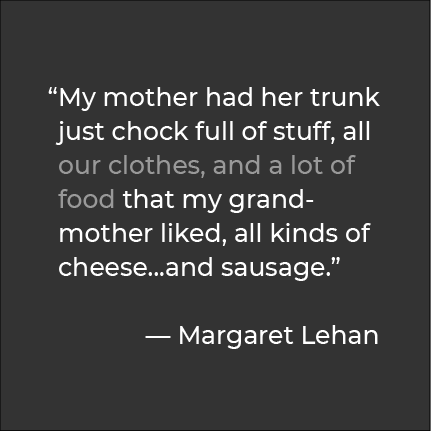 “My mother had her trunk
just chock full of stuff, all
our clothes, and a lot of
food that my grand-
mother liked, all kinds of
cheese...and sausage.”
— Margaret Lehan